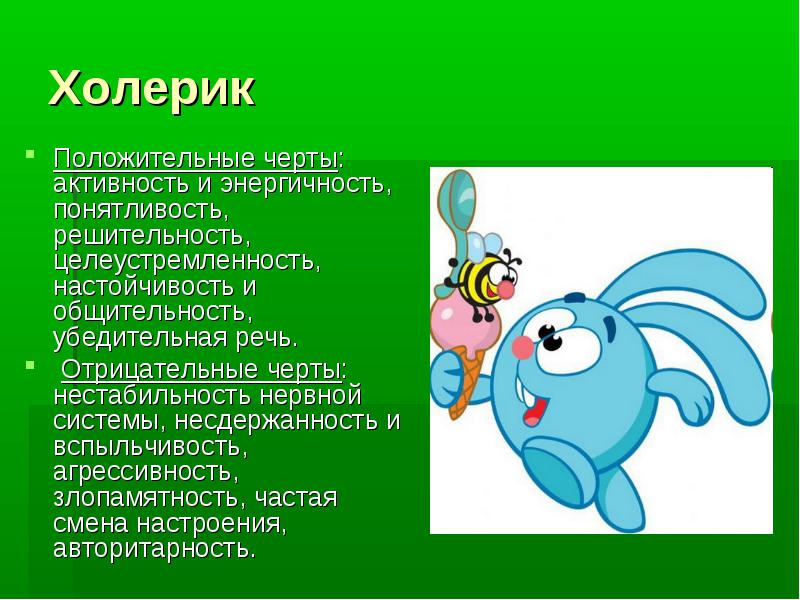 Холерик
Положительные черты:
активность и энергичность,
понятливость,
решительность,
целеустремленность,
настойчивость и
общительность,
убедительная речь.
Отрицательные черты:
нестабильность нервной
системы, несдержанность и
вспыльчивость,
агрессивность,
злопамятность, частая
смена настроения,
авторитарность.